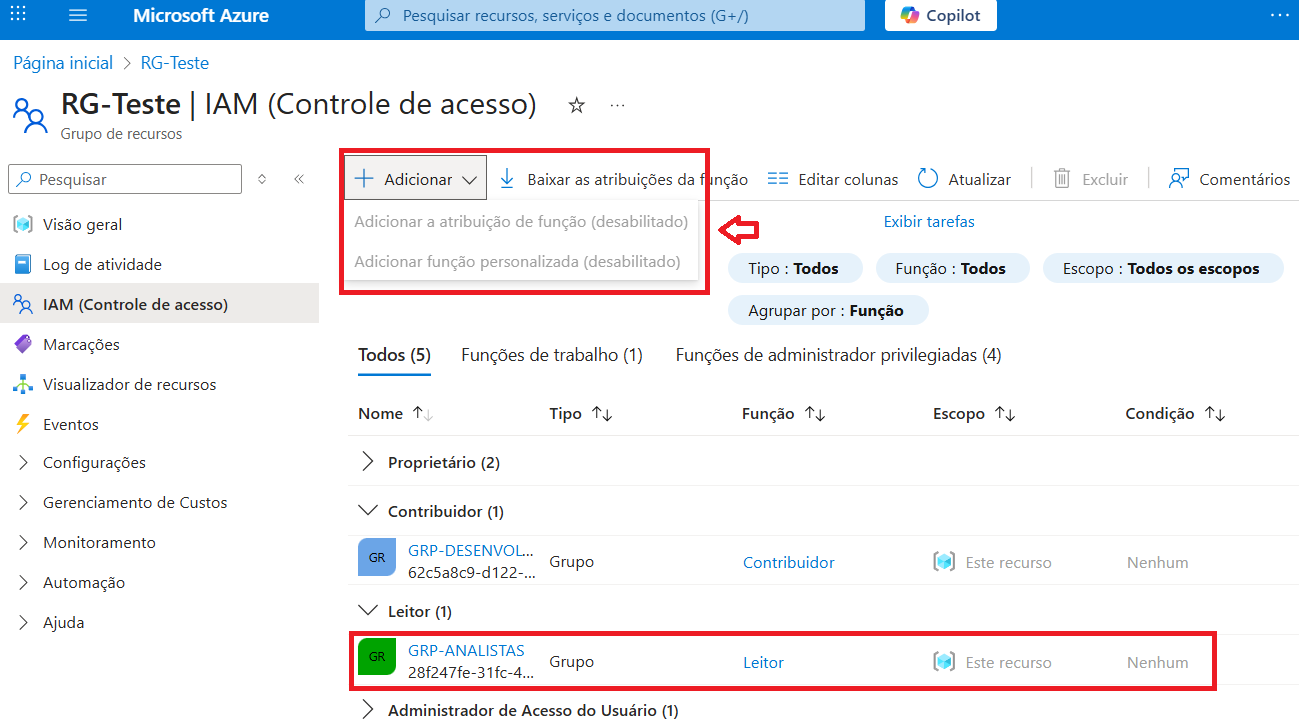 Microsoft Azure
Pesquisar recursos, serviços e documentos (G+/)
Copilot
Página inicial > RG-Teste
RG-Teste | IAM (Controle de acesso)
Grupo de recursos
Pesquisar
Visão geral
Log de atividade
IAM (Controle de acesso)
Marcações
Visualizador de recursos
Eventos
Configurações
Gerenciamento de Custos
Monitoramento
Automação
Ajuda
Adicionar
Baixar as atribuições da função
Editar colunas
Atualizar
Excluir
Comentários
Adicionar a atribuição de função (desabilitado)
Adicionar função personalizada (desabilitado)
Exibir tarefas
Tipo : Todos
Função : Todos
Escopo : Todos os escopos
Agrupar por : Função
Todos (5)
Funções de trabalho (1)
Funções de administrador privilegiadas (4)
Nome Tipo Função Escopo Condição
Proprietário (2)
Contribuidor (1)
GR GRP-DESENVOL... Grupo Contribuidor Este recurso Nenhum
62c5a8c9-d122-...
Leitor (1)
GR GRP-ANALISTAS Grupo Leitor Este recurso Nenhum
28f247fe-31fc-4...
Administrador de Acesso do Usuário (1)